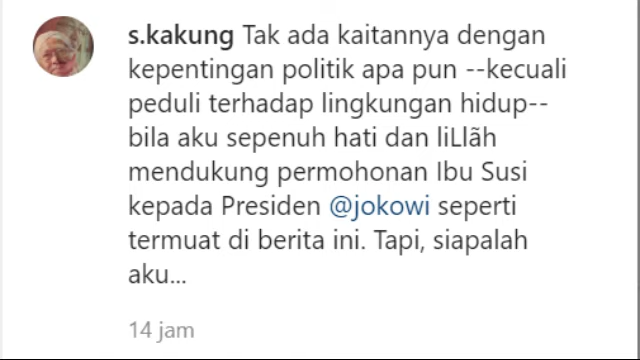 s.kakung Tak ada kaitannya dengan
kepentingan politik apa pun --kecuali
peduli terhadap lingkungan hidup--
bila aku sepenuh hati dan liLlãh
mendukung permohonan Ibu Susi
kepada Presiden @jokowi seperti
termuat di berita ini. Tapi, siapalah
aku...
14 jam